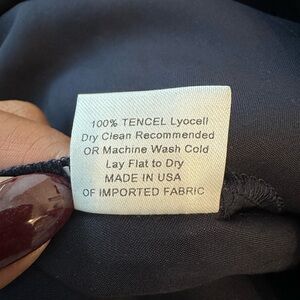 100% TENCEL Lyocell
Dry Clean Recommended
OR Machine Wash Cold
Lay Flat to Dry
MADE IN USA
OF IMPORTED FABRIC